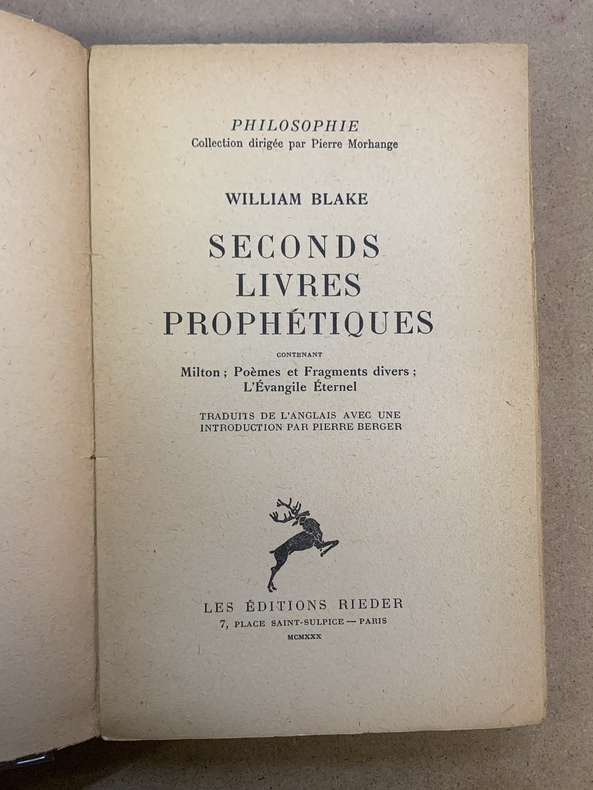 PHILOSOPHIE
Collection dirigée par Pierre Morhange
WILLIAM BLAKE
SECONDS
LIVRES
PROPHÉTIQUES
CONTENANT
Milton ; Poèmes et Fragments divers ;
L'Évangile Éternel
TRADUITS DE L'ANGLAIS AVEC UNE
INTRODUCTION PAR PIERRE BERGER
LES ÉDITIONS RIEDER
7, PLACE SAINT-SULPICE — PARIS
MCMXXX